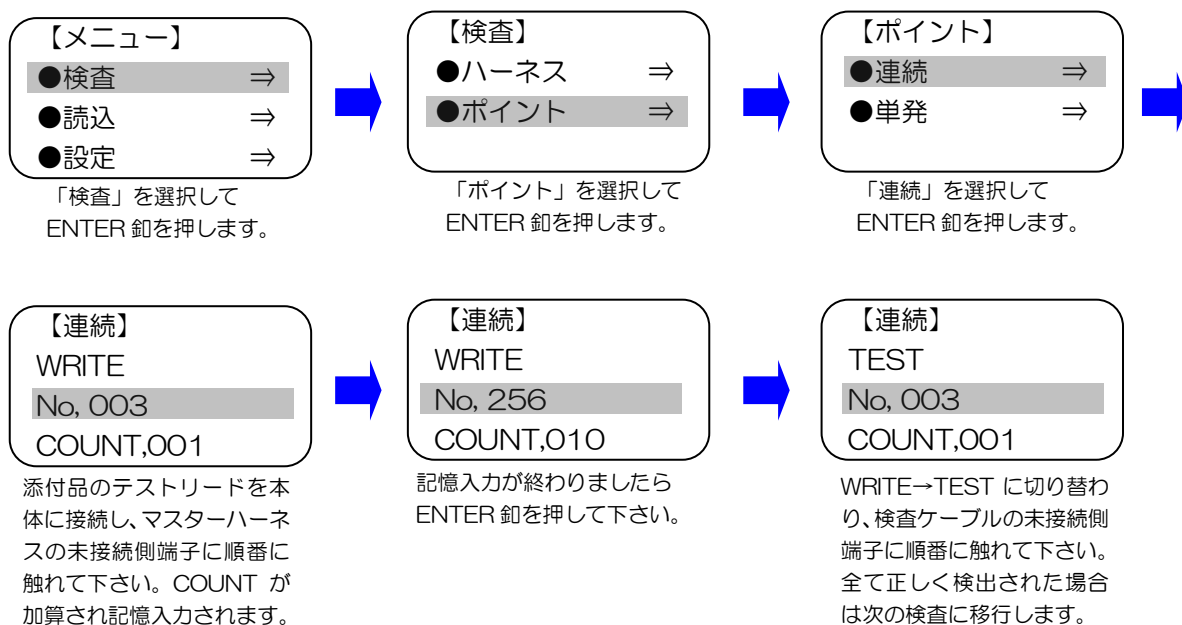 【メニュー】
●検査 ⇒
●読込 ⇒
●設定 ⇒
「検査」を選択して
ENTER 釦を押します。
【検査】
●ハーネス ⇒
●ポイント ⇒
「ポイント」を選択して
ENTER 釦を押します。
【ポイント】
●連続 ⇒
●単発 ⇒
「連続」を選択して
ENTER 釦を押します。
【連続】
WRITE
No, 003
COUNT,001
添付品のテストリードを本
体に接続し、マスターハーネ
スの未接続側端子に順番に
触れて下さい。COUNT が
加算され記憶入力されます。
【連続】
WRITE
No, 256
COUNT,010
記憶入力が終わりましたら
ENTER 釦を押して下さい。
【連続】
TEST
No, 003
COUNT,001
WRITE→TEST に切り替わ
り、検査ケーブルの未接続側
端子に順番に触れて下さい。
全て正しく検出された場合
は次の検査に移行します。